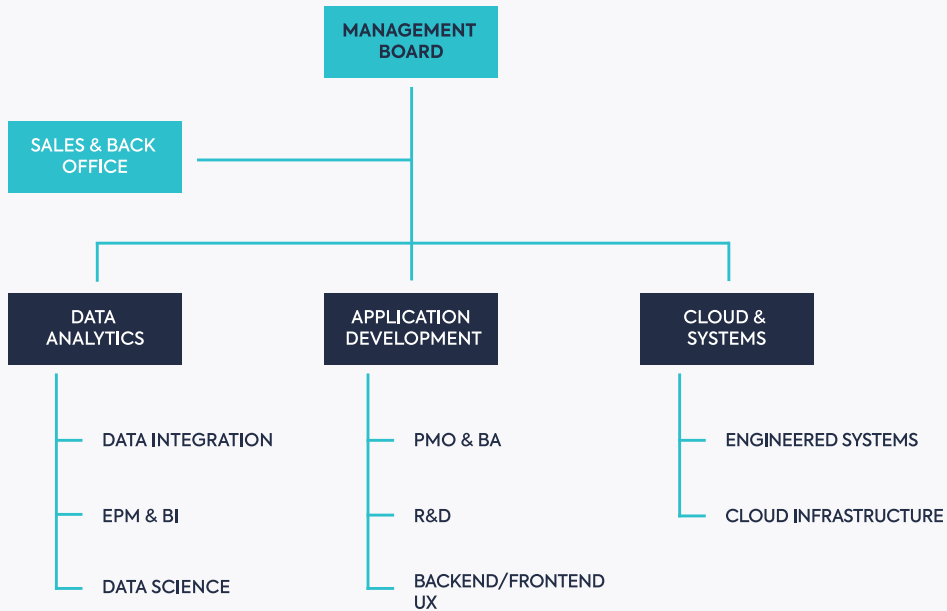 MANAGEMENT
BOARD
SALES & BACK
OFFICE
DATA
ANALYTICS
APPLICATION
DEVELOPMENT
CLOUD &
SYSTEMS
DATA INTEGRATION
EPM & BI
DATA SCIENCE
PMO & BA
R&D
BACKEND/FRONTEND
UX
ENGINEERED SYSTEMS
CLOUD INFRASTRUCTURE